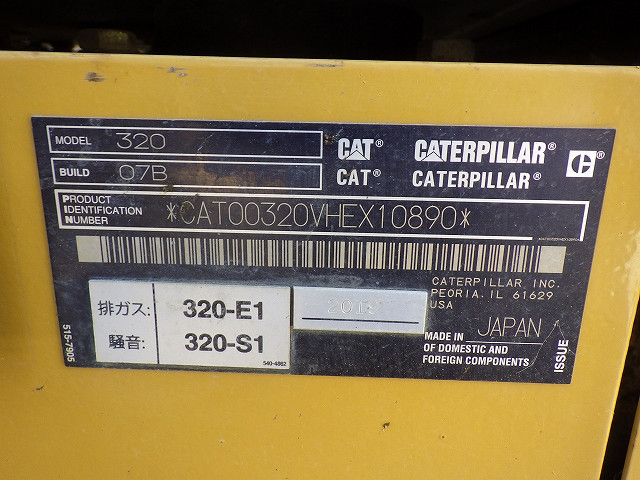 MODEL 320
BUILD 07B
CAT® CATERPILLAR®
CAT® CATERPILLAR®
C
PRODUCT IDENTIFICATION NUMBER *CAT00320VHEX10890*
CATERPILLAR INC.
PEORIA, IL 61629
USA
排ガス: 320-E1
騒音: 320-S1
540-4862
MADE IN JAPAN
OF DOMESTIC AND
FOREIGN COMPONENTS
515-7905
ISSUE